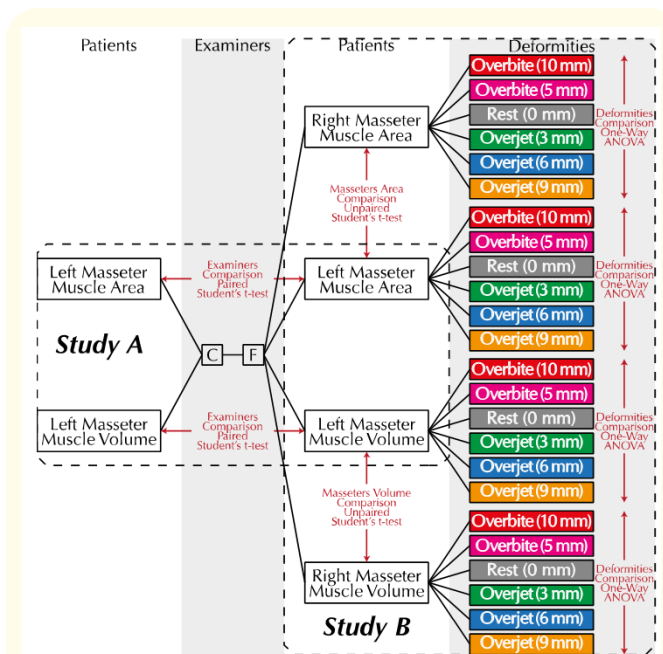 Patients
Examiners
Patients
Deformities
Right Masseter
Muscle Area
Overbite (10 mm)
Overbite (5 mm)
Rest (0 mm)
Overjet (3 mm)
Overjet (6 mm)
Overjet (9 mm)
Deformities
Comparison
One-Way
ANOVA
Masseters Area
Comparison
Unpaired
Student's t-test
Left Masseter
Muscle Area
Examiners
Comparison
Paired
Student's t-test
Left Masseter
Muscle Area
Overbite (10 mm)
Overbite (5 mm)
Rest (0 mm)
Overjet (3 mm)
Overjet (6 mm)
Overjet (9 mm)
Deformities
Comparison
One-Way
ANOVA
Study A
C
F
Left Masseter
Muscle Volume
Examiners
Comparison
Paired
Student's t-test
Left Masseter
Muscle Volume
Overbite (10 mm)
Overbite (5 mm)
Rest (0 mm)
Overjet (3 mm)
Overjet (6 mm)
Overjet (9 mm)
Deformities
Comparison
One-Way
ANOVA
Masseters Volume
Comparison
Unpaired
Student's t-test
Right Masseter
Muscle Volume
Overbite (10 mm)
Overbite (5 mm)
Rest (0 mm)
Overjet (3 mm)
Overjet (6 mm)
Overjet (9 mm)
Deformities
Comparison
One-Way
ANOVA
Study B